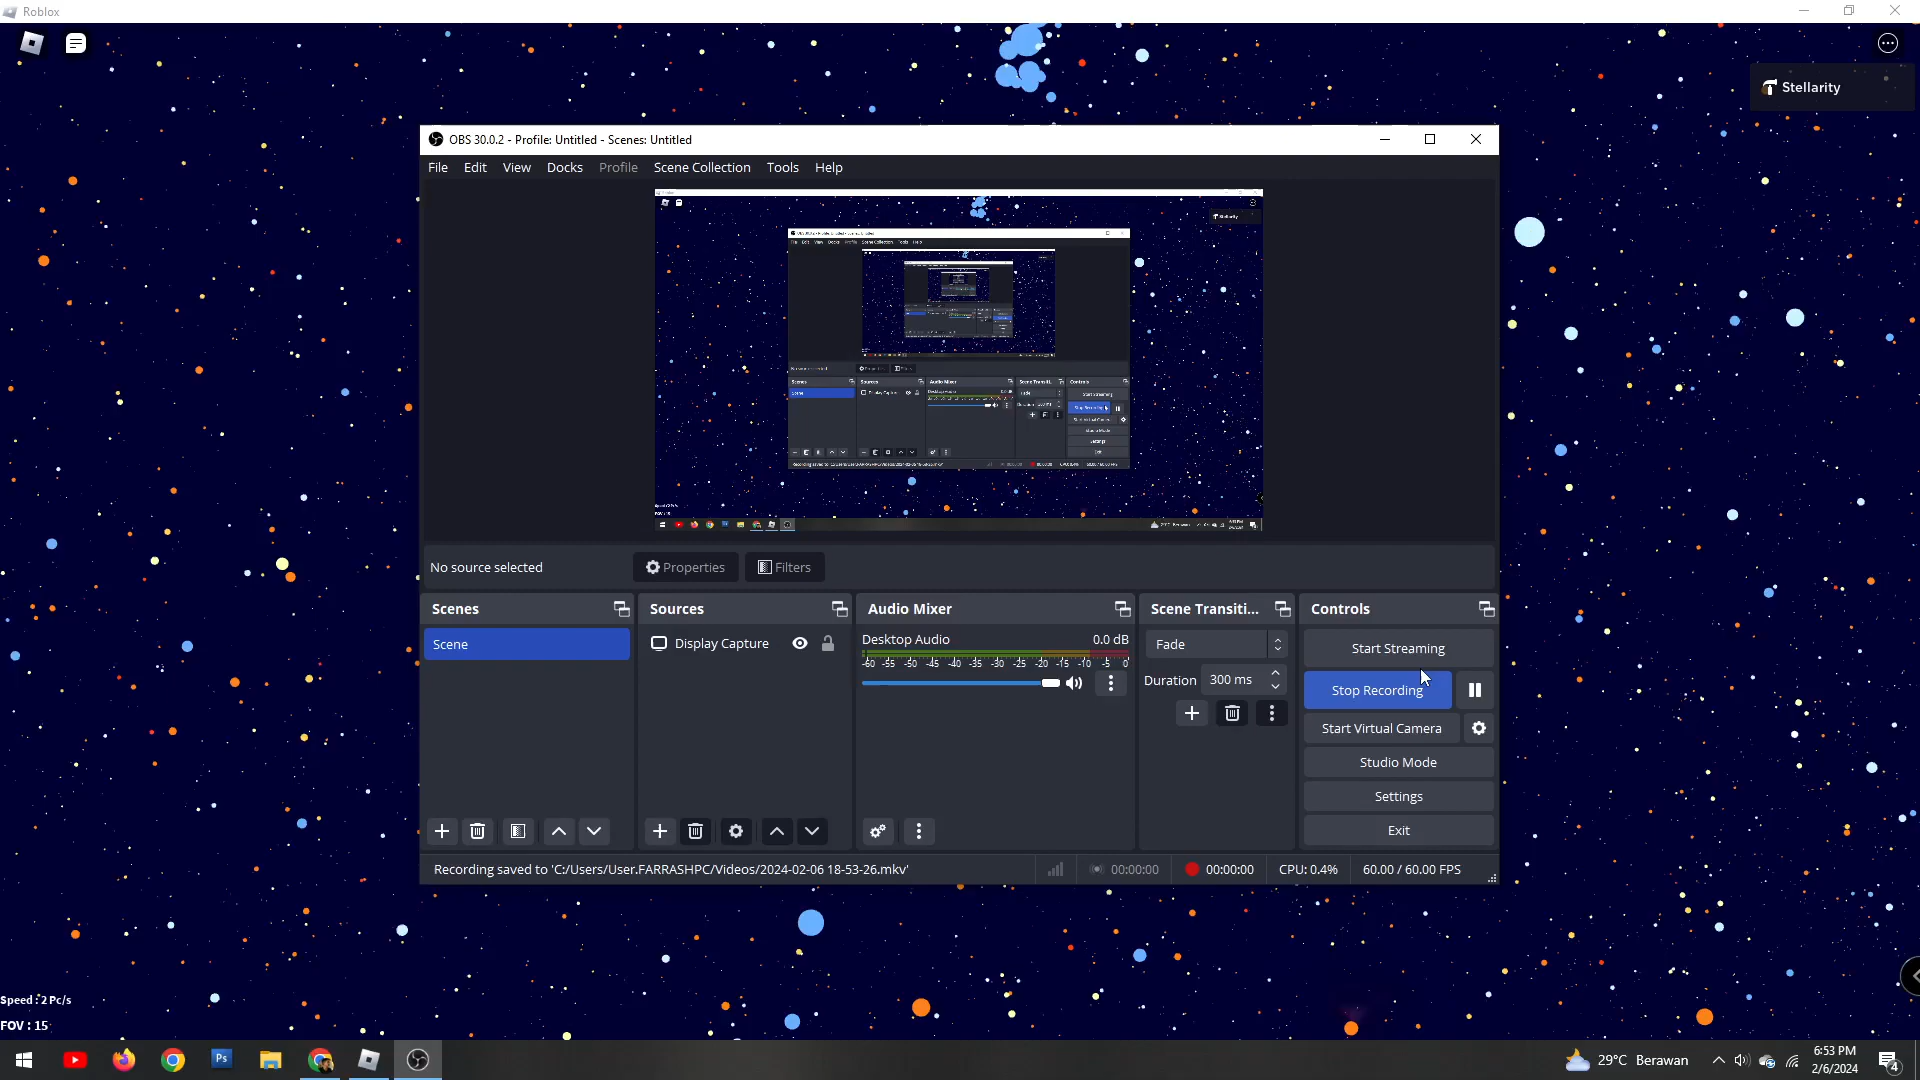 Roblox
Stellarity
OBS 30.0.2 - Profile: Untitled - Scenes: Untitled
File Edit View Docks Profile Scene Collection Tools Help
No source selected Properties Filters
Scenes
Scene
Sources
Display Capture
Audio Mixer
Desktop Audio 0.0 dB
-60 -55 -50 -45 -40 -35 -30 -25 -20 -15 -10 -5 0
Scene Transiti...
Fade
Duration 300 ms
Controls
Start Streaming
Stop Recording
Start Virtual Camera
Studio Mode
Settings
Exit
Recording saved to 'C:/Users/User.FARRASHPC/Videos/2024-02-06 18-53-26.mkv' 00:00:00 00:00:00 CPU: 0.4% 60.00 / 60.00 FPS
Speed : 2 Pc/s
FOV : 15
Ps
29°C Berawan
6:53 PM
2/6/2024
4